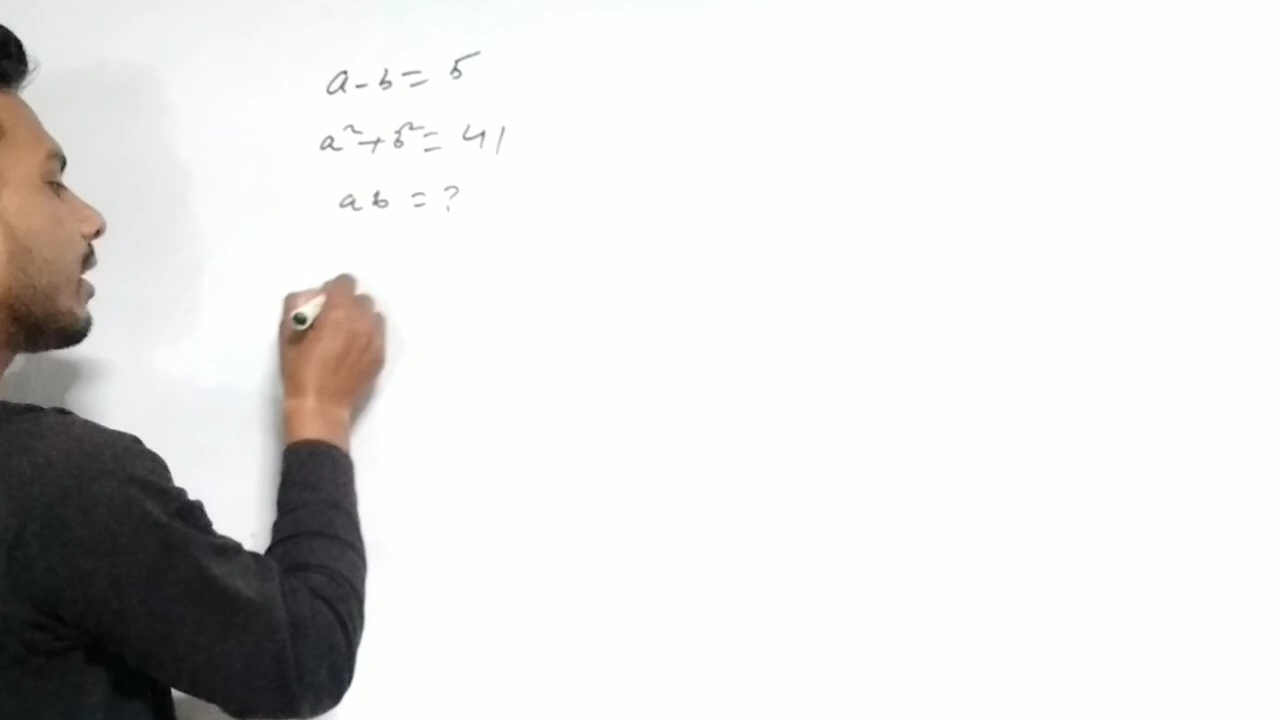 a-b= 5
a²+b²= 41
ab =?